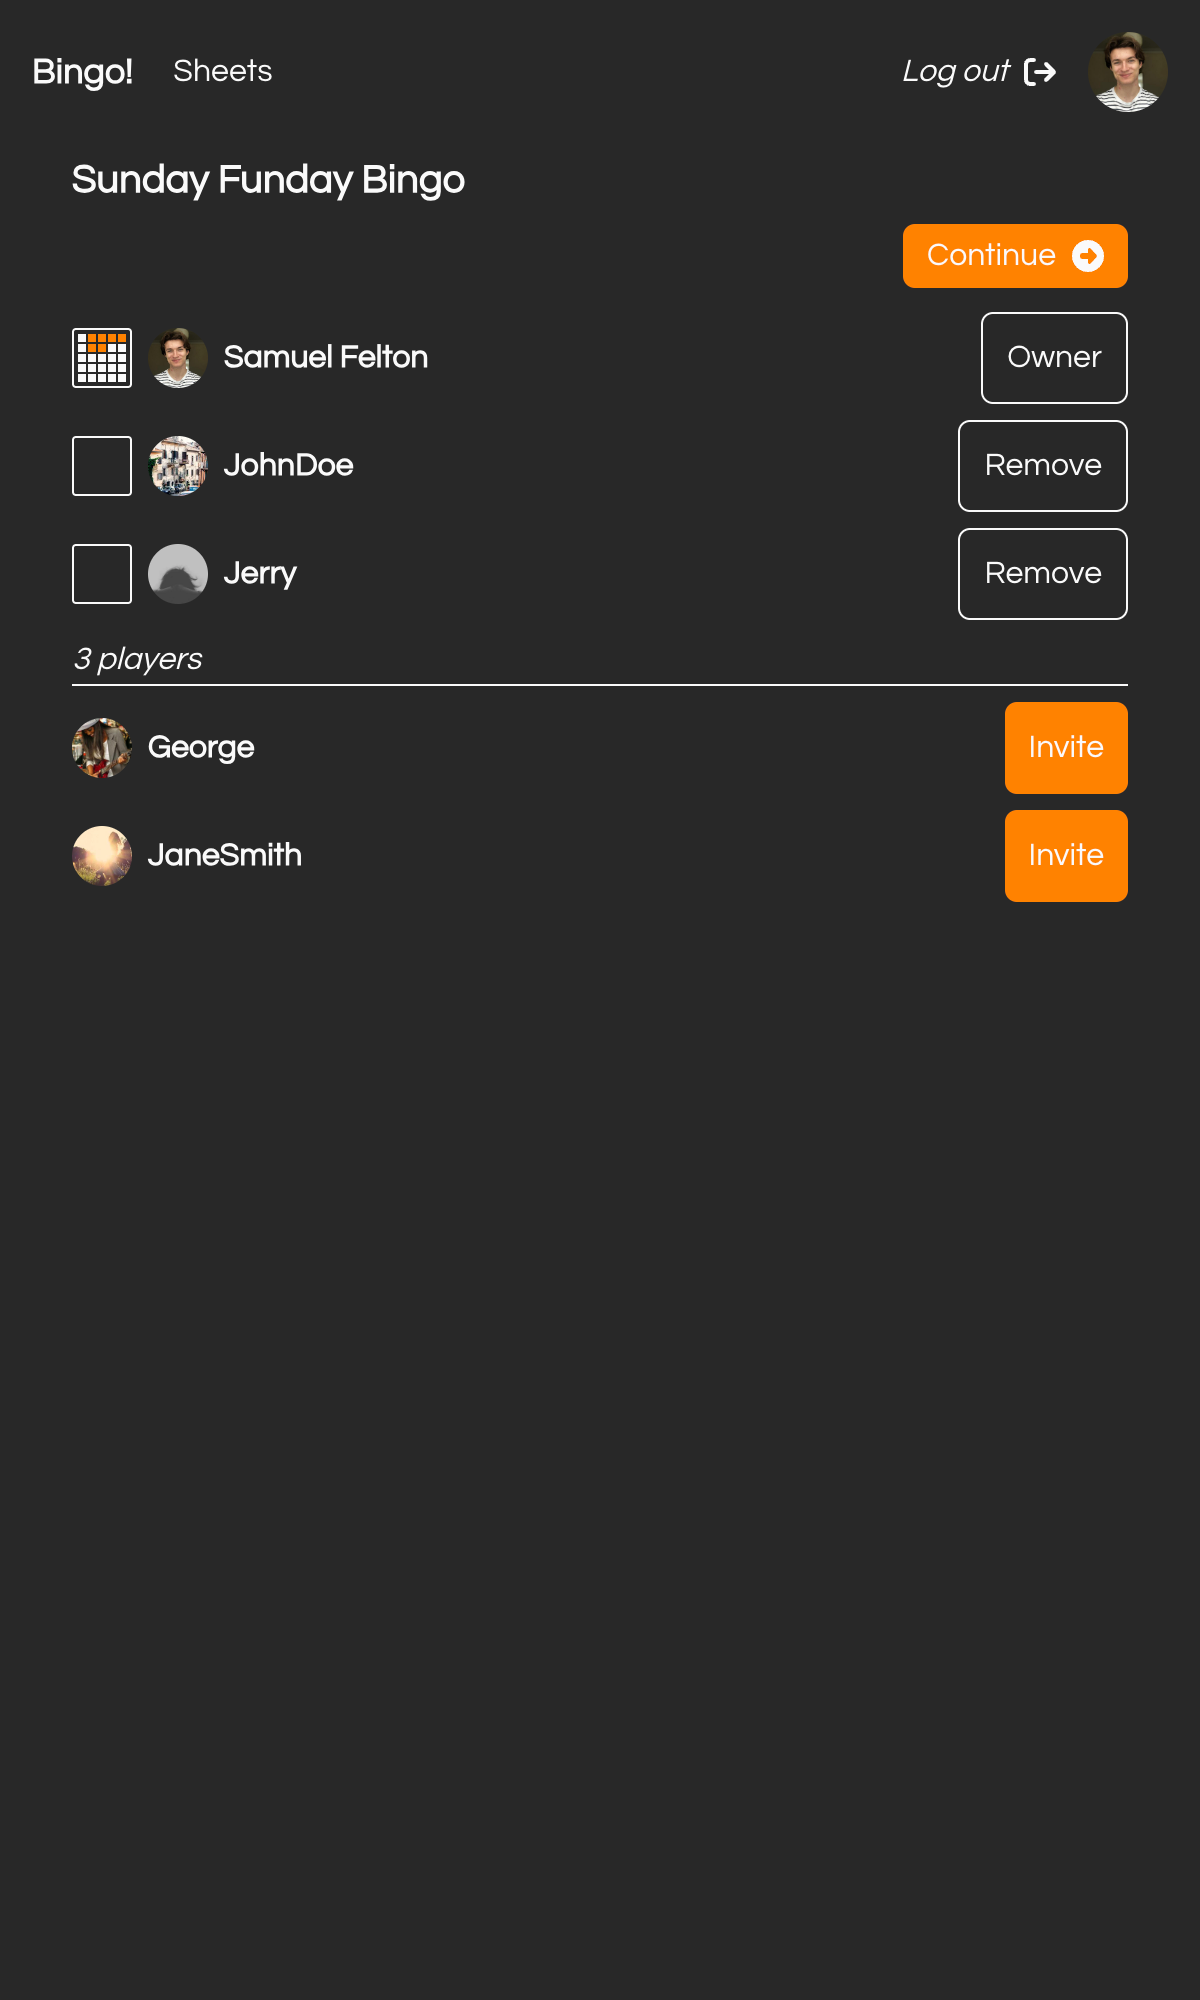 Bingo! Sheets Log out
Sunday Funday Bingo
Continue
Samuel Felton Owner
JohnDoe Remove
Jerry Remove
3 players
George Invite
JaneSmith Invite